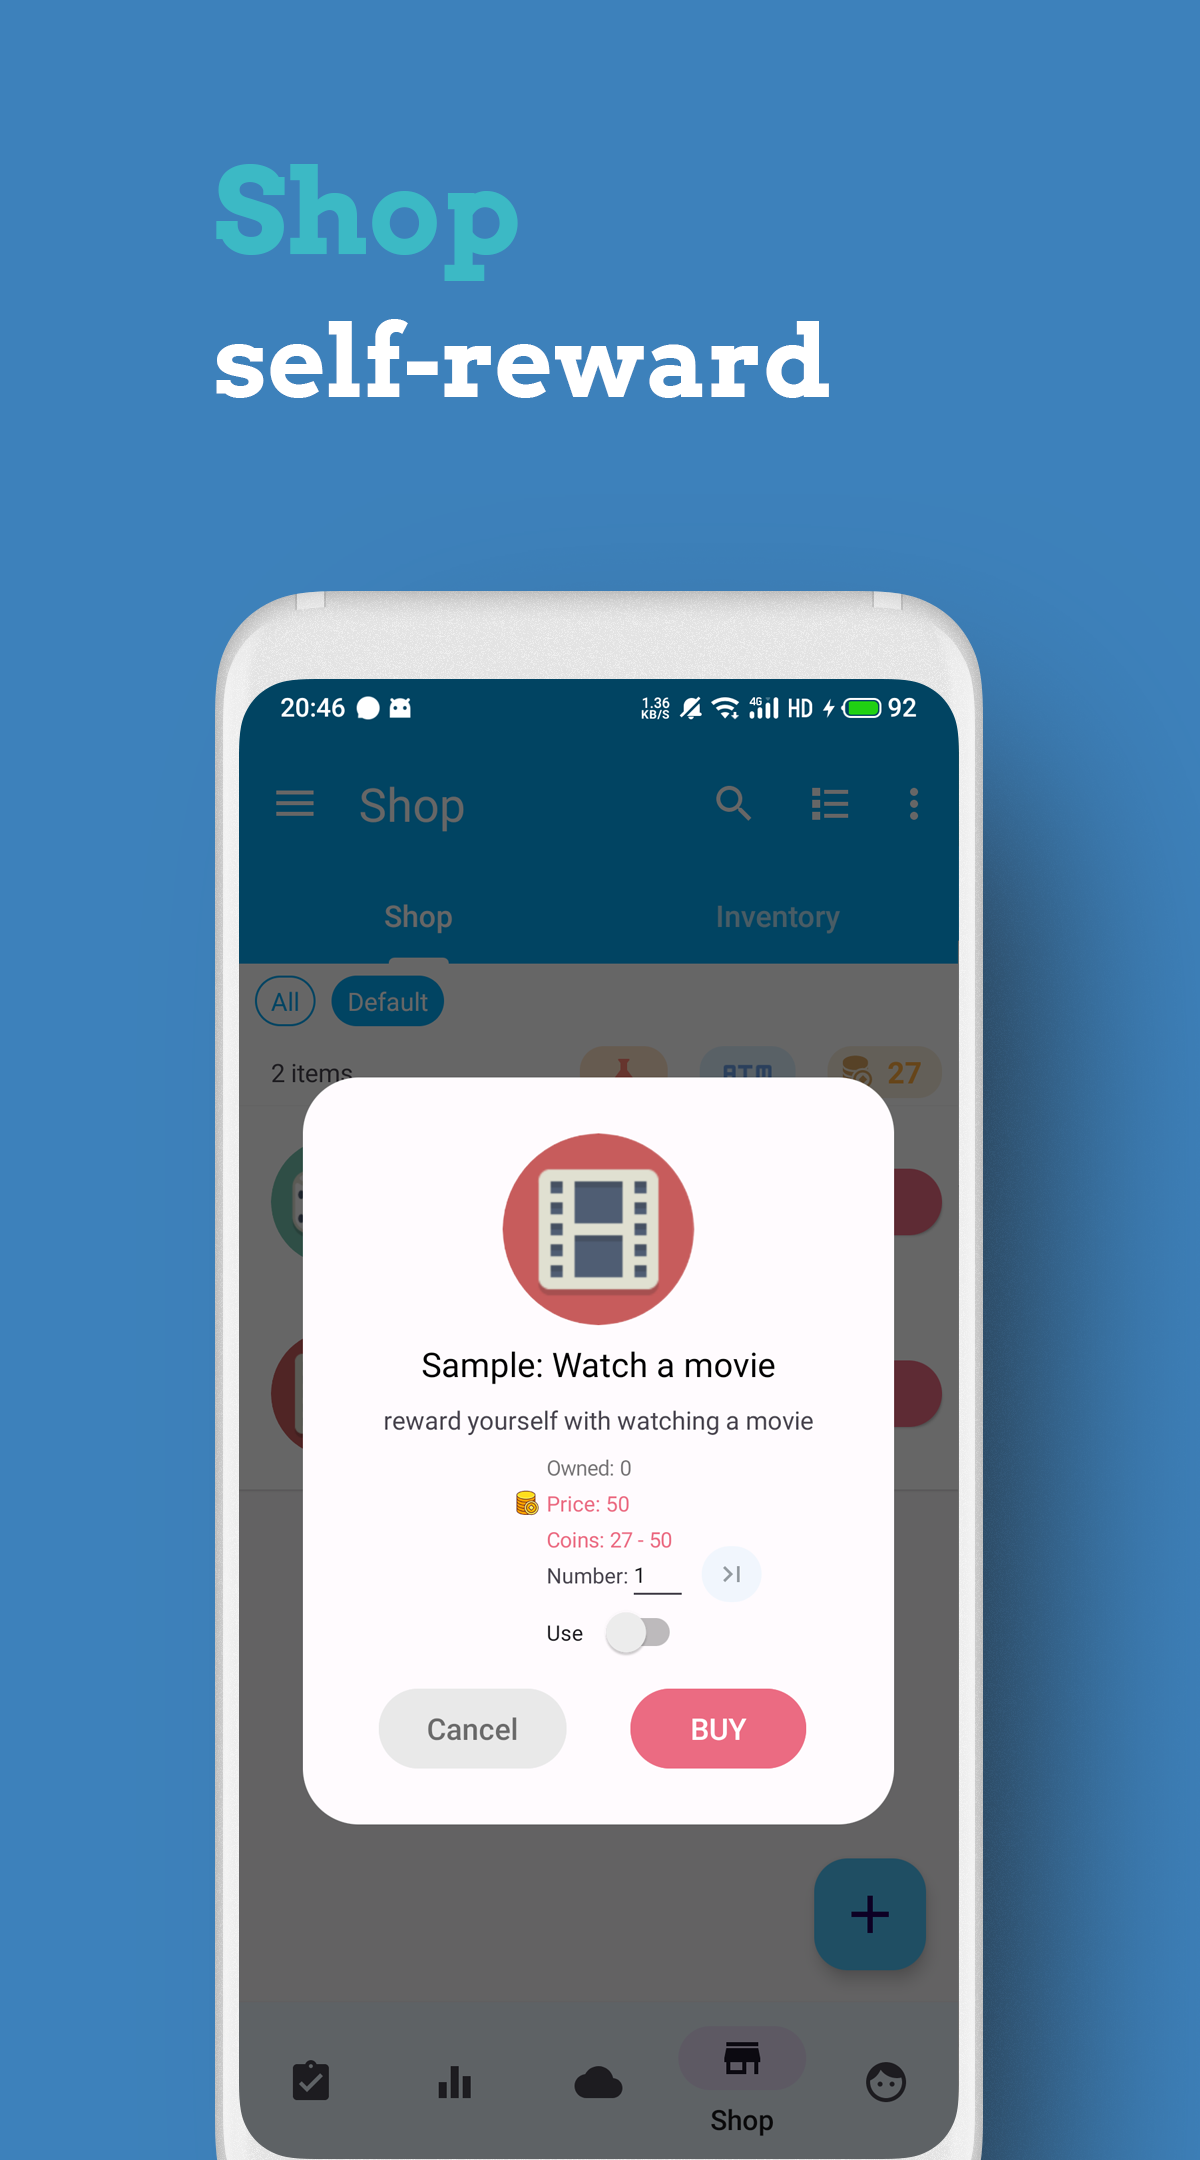 Shop
self-reward
20:46
1.36
KB/S
4G
HD
92
Shop
Shop
Inventory
All
Default
2 items
ATM
27
Sample: Watch a movie
reward yourself with watching a movie
Owned: 0
Price: 50
Coins: 27 - 50
Number: 1
Use
Cancel
BUY
Shop